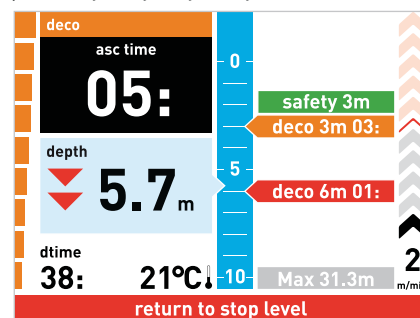 deco
asc time
05:
depth
5.7 m
dtime
38: 21°C
0
5
10
safety 3m
deco 3m 03:
deco 6m 01:
Max 31.3m
2
return to stop level